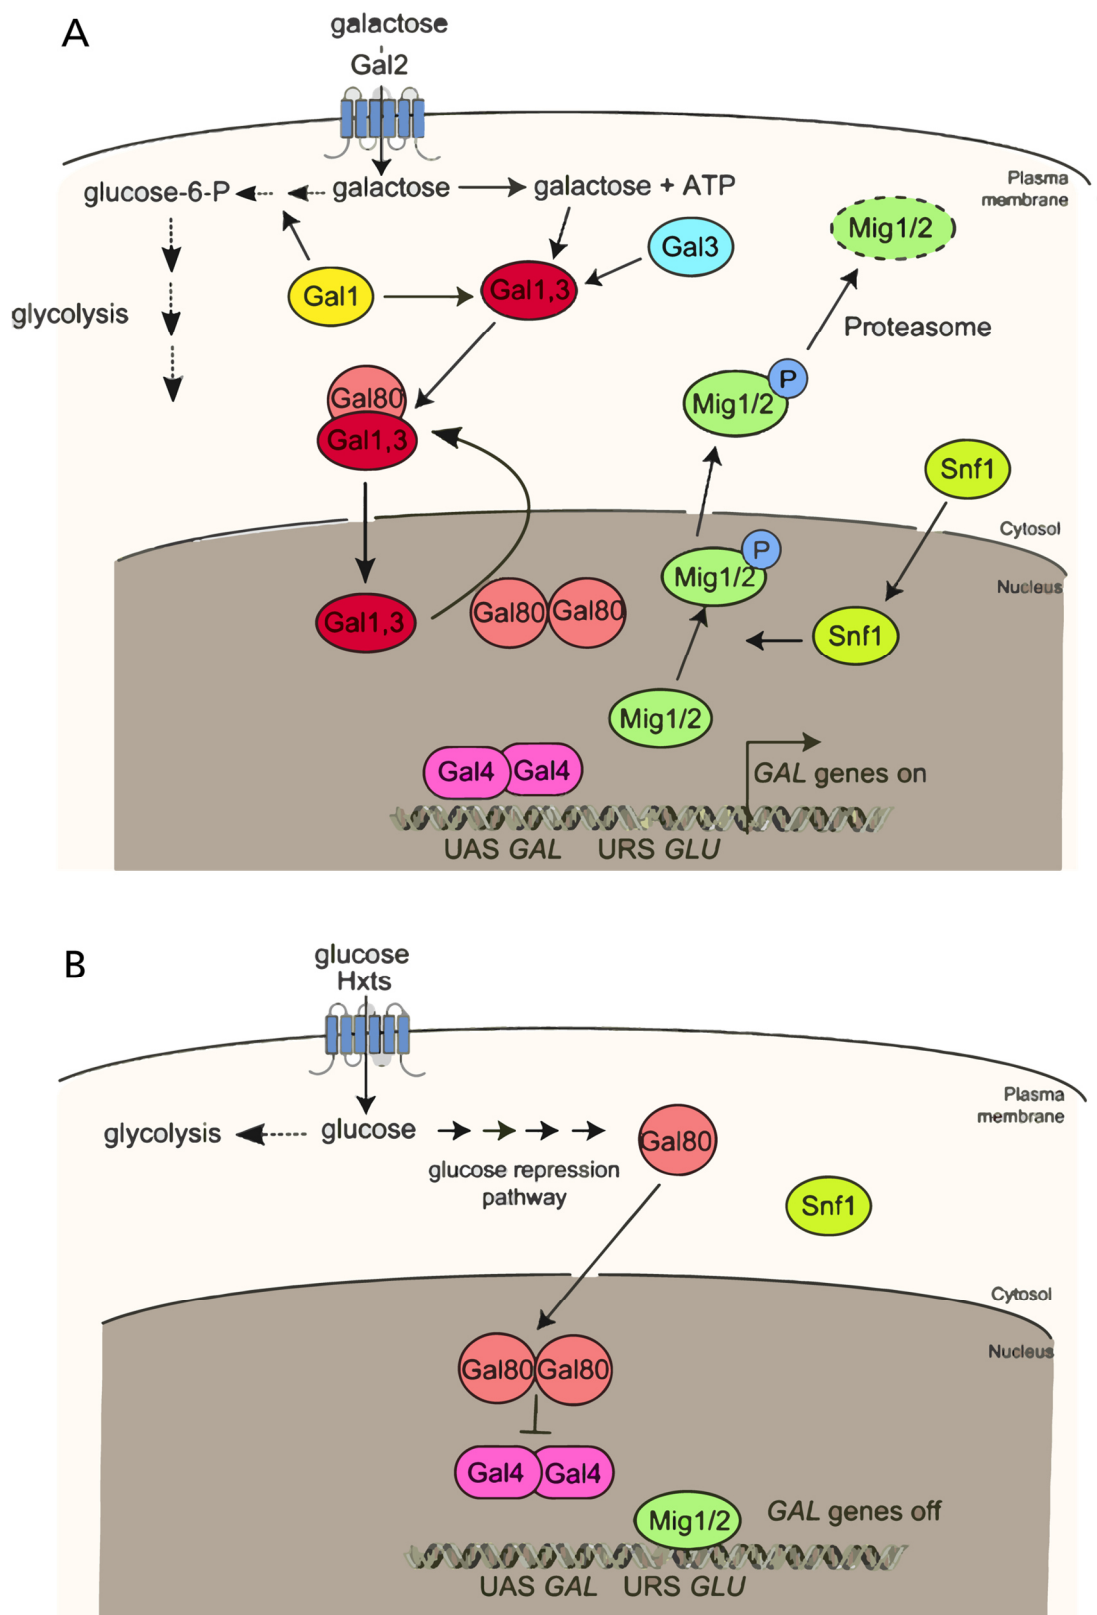 A
galactose
Gal2
Plasma
membrane
glucose-6-P
galactose
galactose + ATP
Mig1/2
Gal3
Gal1
Gal1,3
glycolysis
Proteasome
P
Gal80
Mig1/2
Gal1,3
Snf1
Cytosol
P
Mig1/2
Nucleus
Gal1,3
Gal80
Gal80
Snf1
Mig1/2
Gal4
Gal4
GAL genes on
UAS GAL
URS GLU
B
glucose
Hxts
Plasma
membrane
glycolysis
glucose
Gal80
glucose repression
pathway
Snf1
Cytosol
Nucleus
Gal80
Gal80
Gal4
Gal4
Mig1/2
GAL genes off
UAS GAL
URS GLU